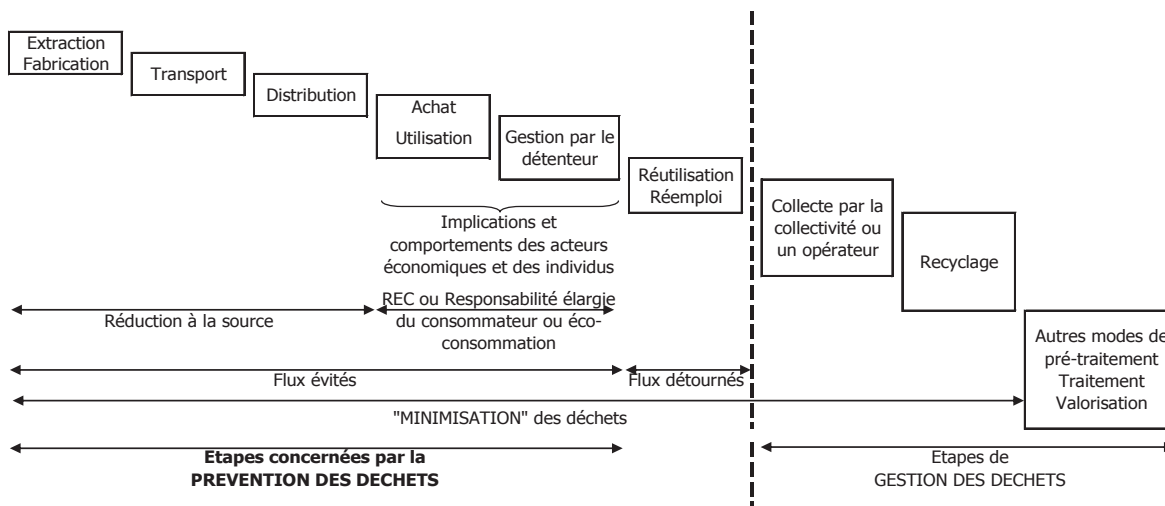 Extraction
Fabrication
Transport
Distribution
Achat
Utilisation
Gestion par le
détenteur
Réutilisation
Réemploi
Collecte par la
collectivité ou
un opérateur
Recyclage
Autres modes de
pré-traitement
Traitement
Valorisation
Implications et
comportements des acteurs
économiques et des individus
Réduction à la source
REC ou Responsabilité élargie
du consommateur ou éco-
consommation
Flux évités
Flux détournés
"MINIMISATION" des déchets
Etapes concernées par la
PREVENTION DES DECHETS
Etapes de
GESTION DES DECHETS